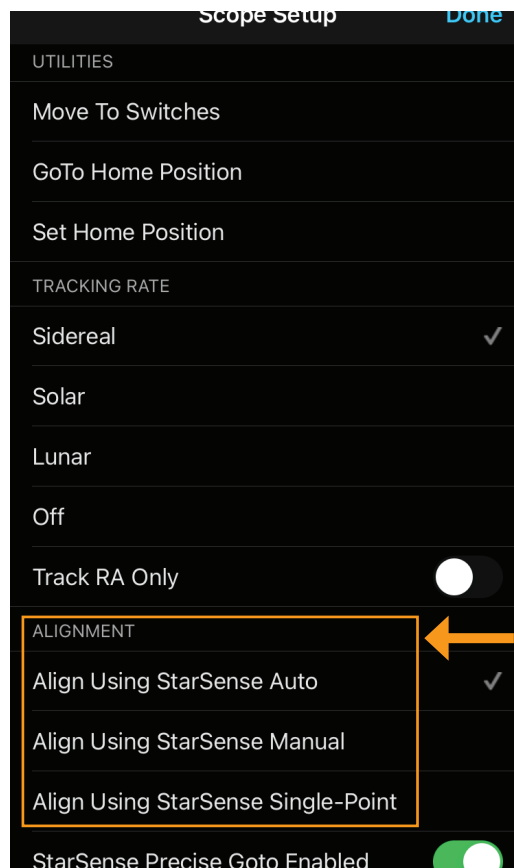 Scope Setup Done
UTILITIES
Move To Switches
GoTo Home Position
Set Home Position
TRACKING RATE
Sidereal
Solar
Lunar
Off
Track RA Only
ALIGNMENT
Align Using StarSense Auto
Align Using StarSense Manual
Align Using StarSense Single-Point
StarSense Precise Goto Enabled